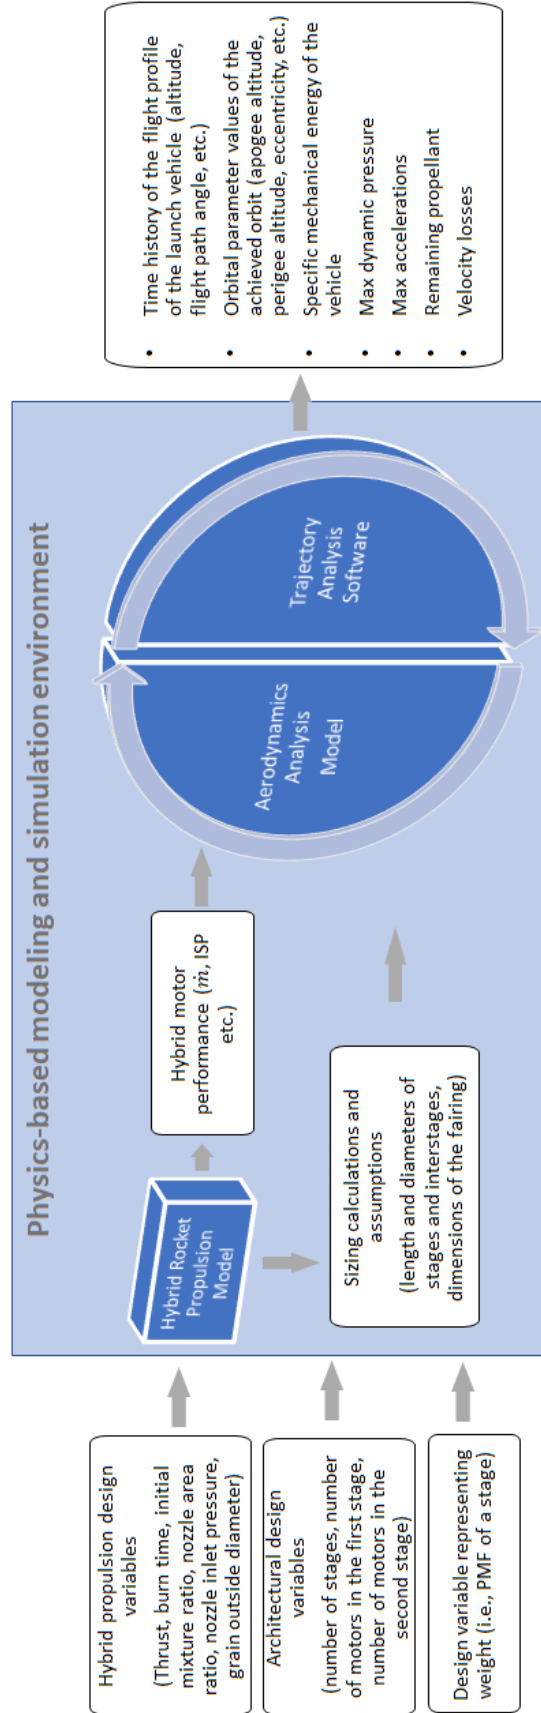 Physics-based modeling and simulation environment
Hybrid propulsion design
variables
(Thrust, burn time, initial
mixture ratio, nozzle area
ratio, nozzle inlet pressure,
grain outside diameter)
Architectural design
variables
(number of stages, number
of motors in the first stage,
number of motors in the
second stage)
Design variable representing
weight (i.e., PMF of a stage)
Hybrid Rocket
Propulsion
Model
Hybrid motor
performance (ṁ, ISP
etc.)
Sizing calculations and
assumptions
(length and diameters of
stages and interstages,
dimensions of the fairing)
Aerodynamics
Analysis
Model
Trajectory
Analysis
Software
• Time history of the flight profile
of the launch vehicle (altitude,
flight path angle, etc.)
• Orbital parameter values of the
achieved orbit (apogee altitude,
perigee altitude, eccentricity, etc.)
• Specific mechanical energy of the
vehicle
• Max dynamic pressure
• Max accelerations
• Remaining propellant
• Velocity losses